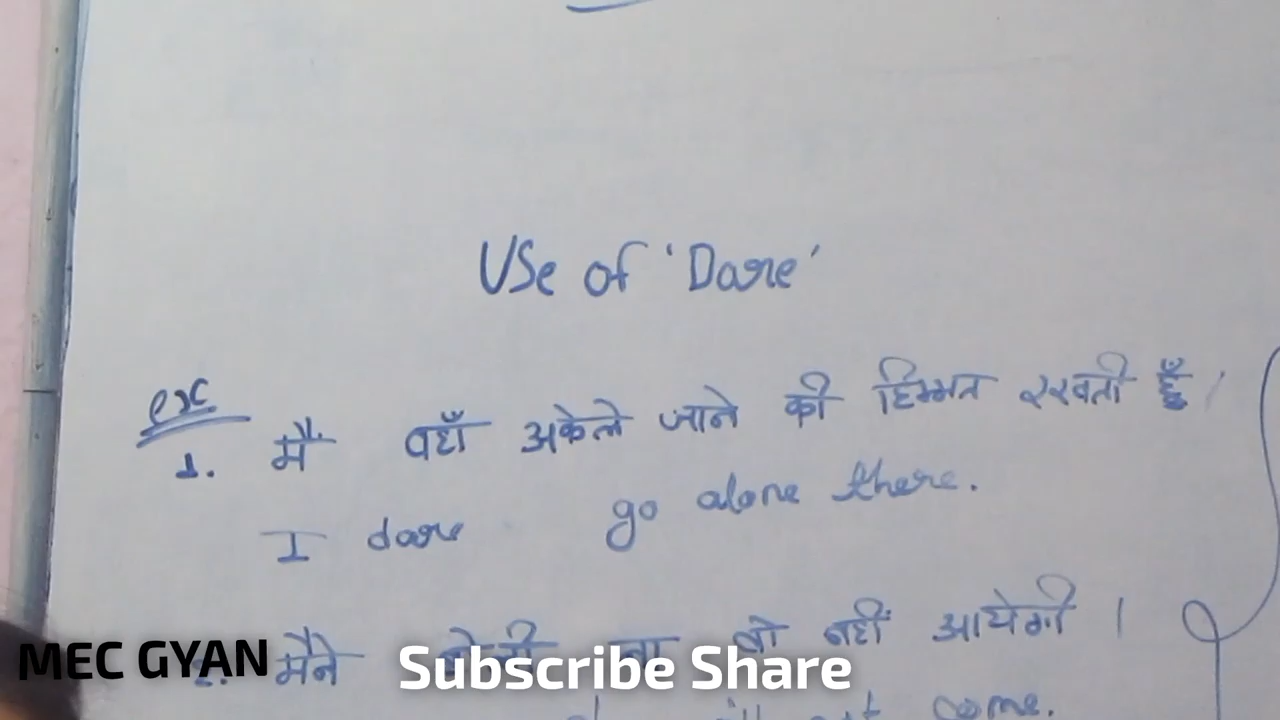 Use of 'Dare'
ex.
1. मैं वहाँ अकेले जाने की हिम्मत रखती हूँ।
I dare go alone there.
2. मैंने ना वो नहीं आयेगी ।
come.
MEC GYAN
Subscribe Share